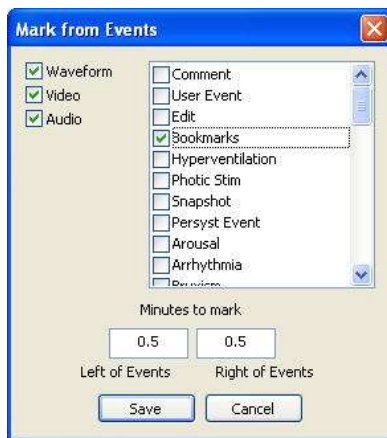 Mark from Events
Waveform
Video
Audio
Comment
User Event
Edit
Bookmarks
Hyperventilation
Photic Stim
Snapshot
Persyst Event
Arousal
Arrhythmia
Bruxism
Minutes to mark
0.5 0.5
Left of Events Right of Events
Save Cancel